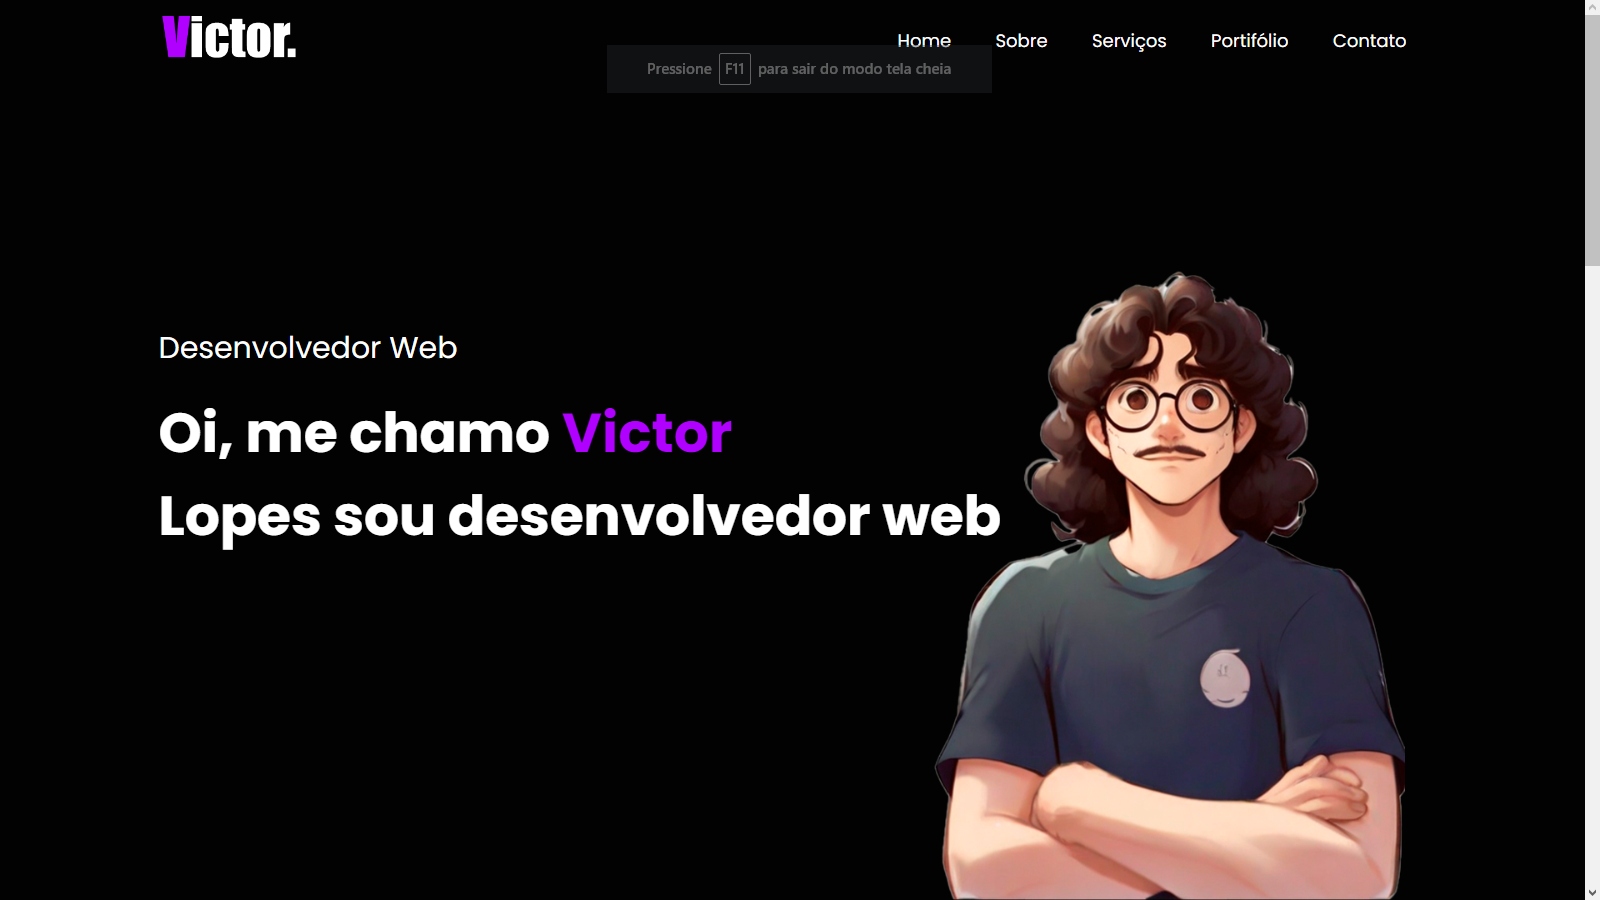 Victor.
Home Sobre Serviços Portifólio Contato
Pressione F11 para sair do modo tela cheia
Desenvolvedor Web
Oi, me chamo Victor
Lopes sou desenvolvedor web